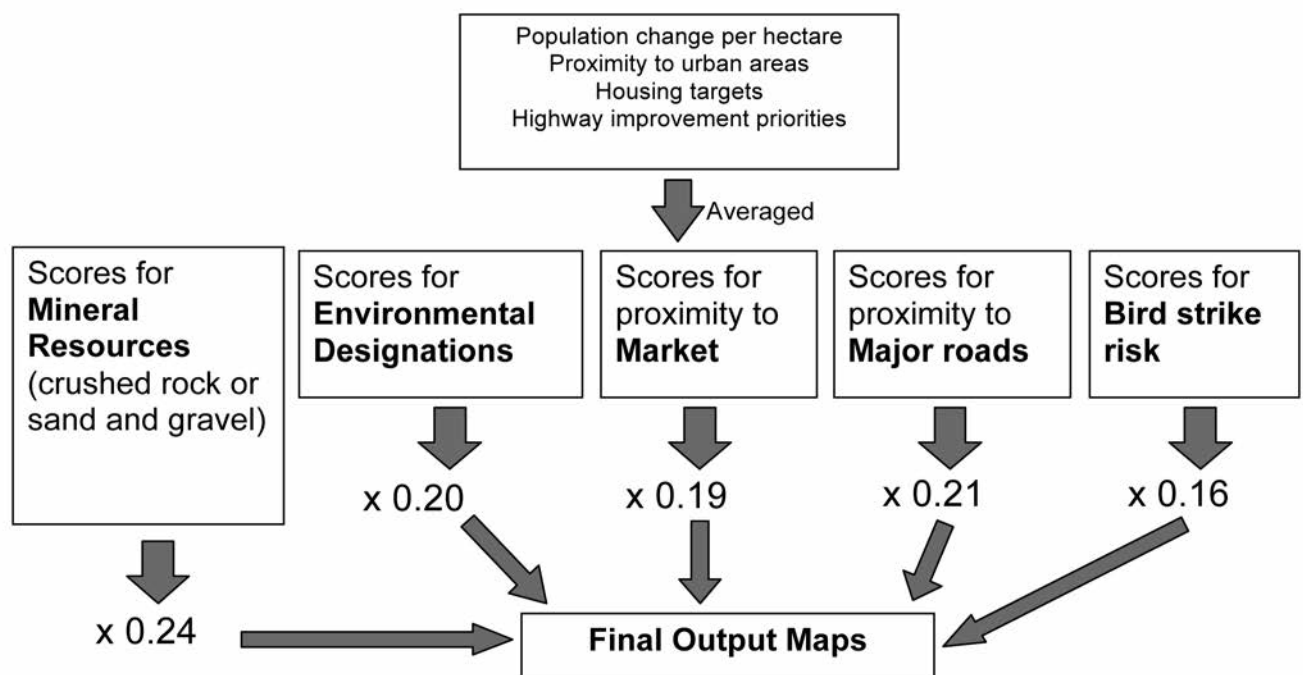 Population change per hectare
Proximity to urban areas
Housing targets
Highway improvement priorities
Averaged
Scores for
Mineral
Resources
(crushed rock or
sand and gravel)
Scores for
Environmental
Designations
Scores for
proximity to
Market
Scores for
proximity to
Major roads
Scores for
Bird strike
risk
x 0.24
x 0.20
x 0.19
x 0.21
x 0.16
Final Output Maps